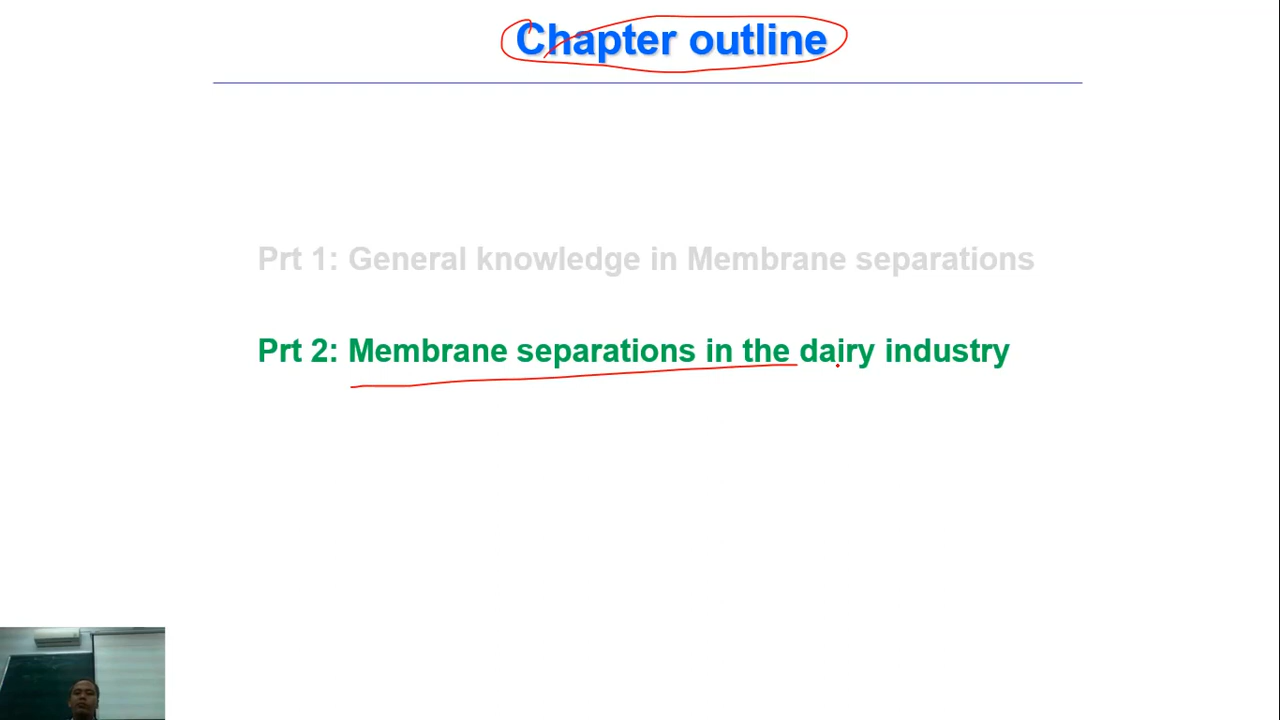 Chapter outline
Prt 1: General knowledge in Membrane separations
Prt 2: Membrane separations in the dairy industry